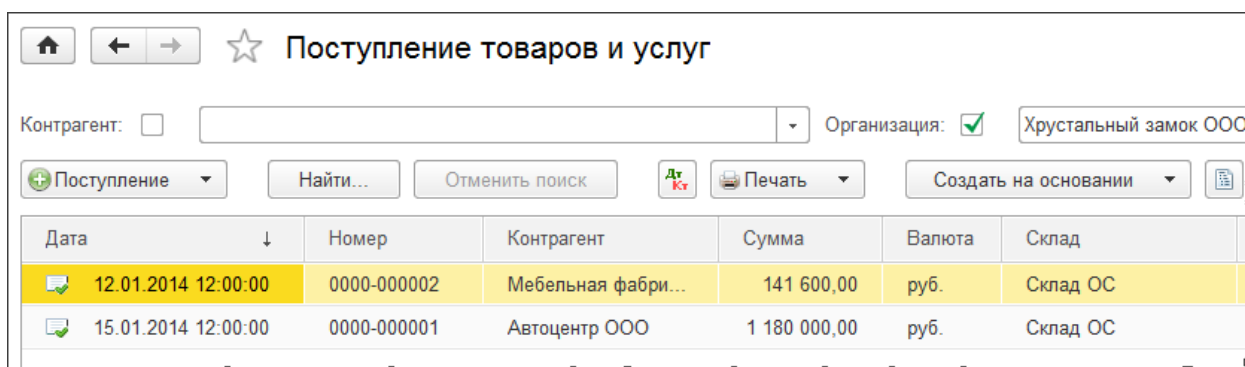 Поступление товаров и услуг
Контрагент: Организация: Хрустальный замок ООО
Поступление Найти... Отменить поиск Дт Кт Печать Создать на основании
Дата ↓ Номер Контрагент Сумма Валюта Склад
12.01.2014 12:00:00 0000-000002 Мебельная фабри... 141 600,00 руб. Склад ОС
15.01.2014 12:00:00 0000-000001 Автоцентр ООО 1 180 000,00 руб. Склад ОС